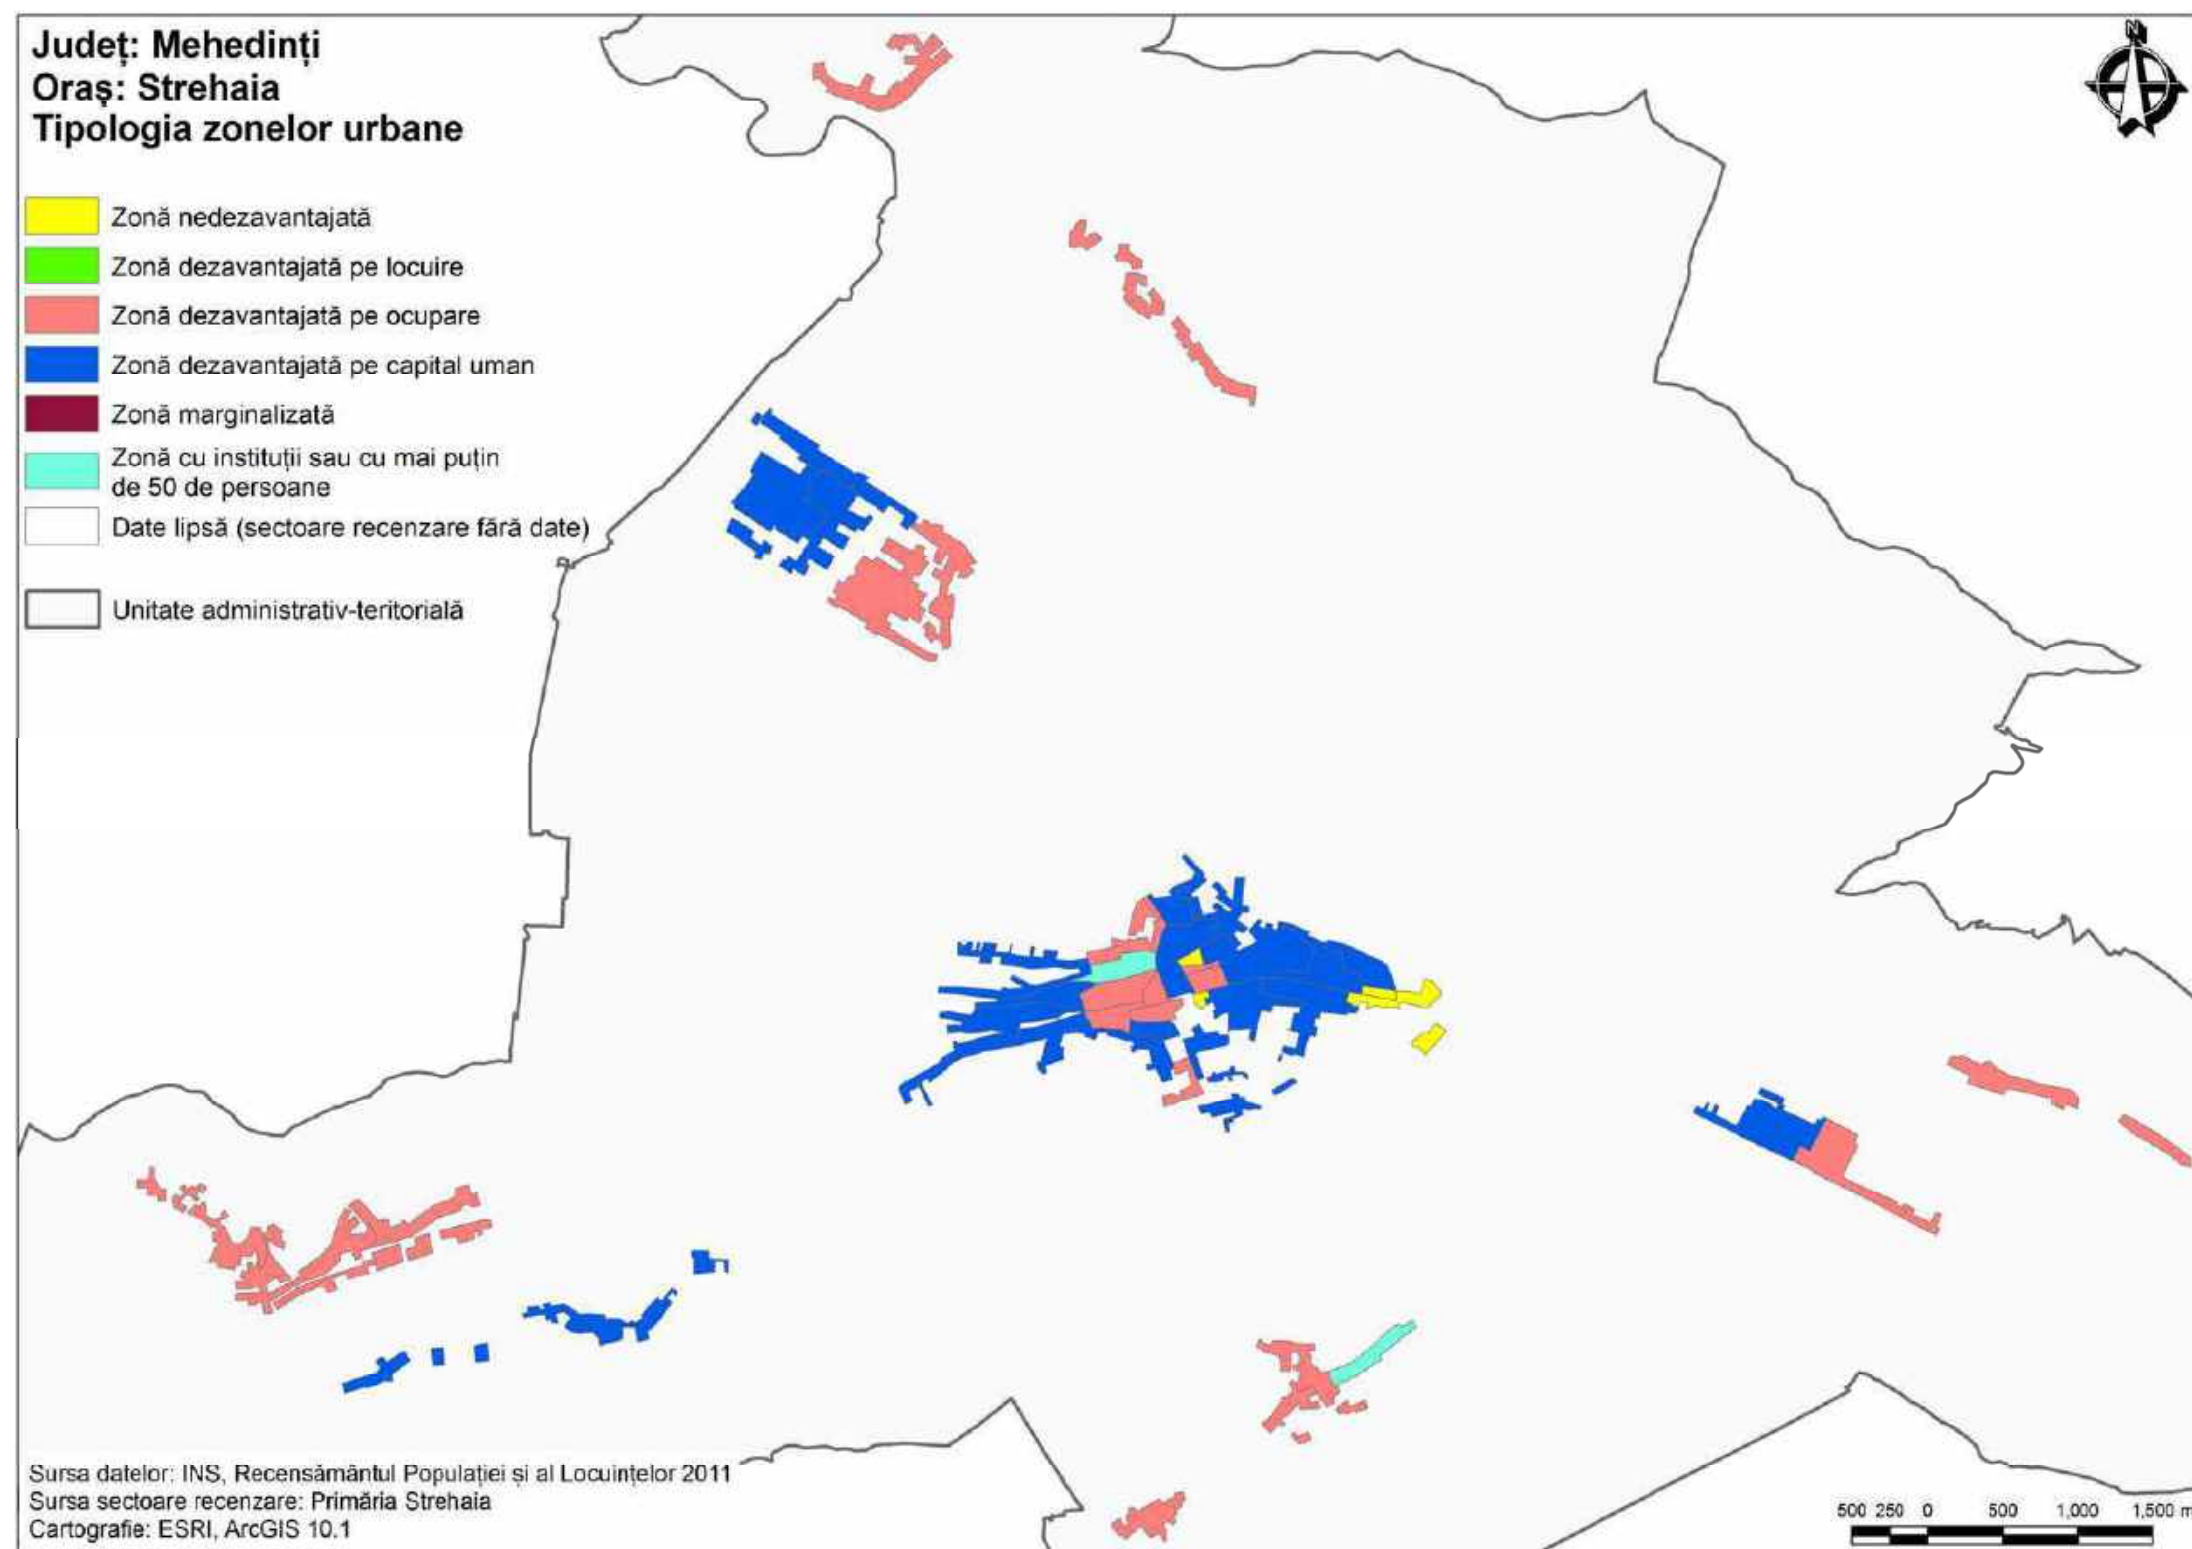 Județ: Mehedinți
Oraș: Strehaia
Tipologia zonelor urbane
Zonă nedezavantajată
Zonă dezavantajată pe locuire
Zonă dezavantajată pe ocupare
Zonă dezavantajată pe capital uman
Zonă marginalizată
Zonă cu instituții sau cu mai puțin
de 50 de persoane
Date lipsă (sectoare recenzare fără date)
Unitate administrativ-teritorială
N
Sursa datelor: INS, Recensământul Populației și al Locuințelor 2011
Sursa sectoare recenzare: Primăria Strehaia
Cartografie: ESRI, ArcGIS 10.1
500 250 0 500 1,000 1,500 m